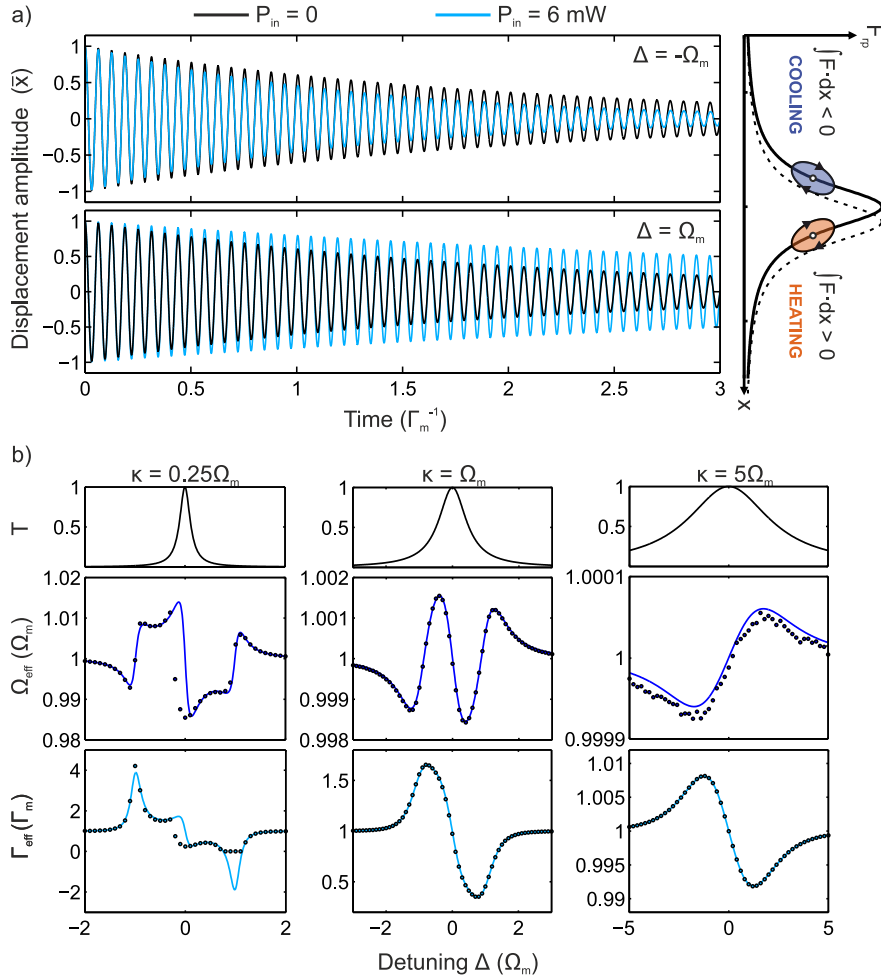 a)
P_in = 0
P_in = 6 mW
Displacement amplitude (x̄)
1
0.5
0
−0.5
−1
Δ = -Ω_m
1
0.5
0
−0.5
−1
Δ = Ω_m
0
0.5
1
1.5
2
2.5
3
Time (Γ_m⁻¹)
F_rp
∫F·dx < 0
COOLING
∫F·dx > 0
HEATING
x
b)
κ = 0.25Ω_m
κ = Ω_m
κ = 5Ω_m
T
1
0.5
1
0.5
1
0.5
Ω_eff (Ω_m)
1.02
1.01
1
0.99
0.98
1.002
1.001
1
0.999
0.998
1.0001
1
0.9999
Γ_eff (Γ_m)
4
2
0
−2
1.5
1
0.5
1.01
1.005
1
0.995
0.99
−2
0
2
−2
0
2
−5
0
5
Detuning Δ (Ω_m)